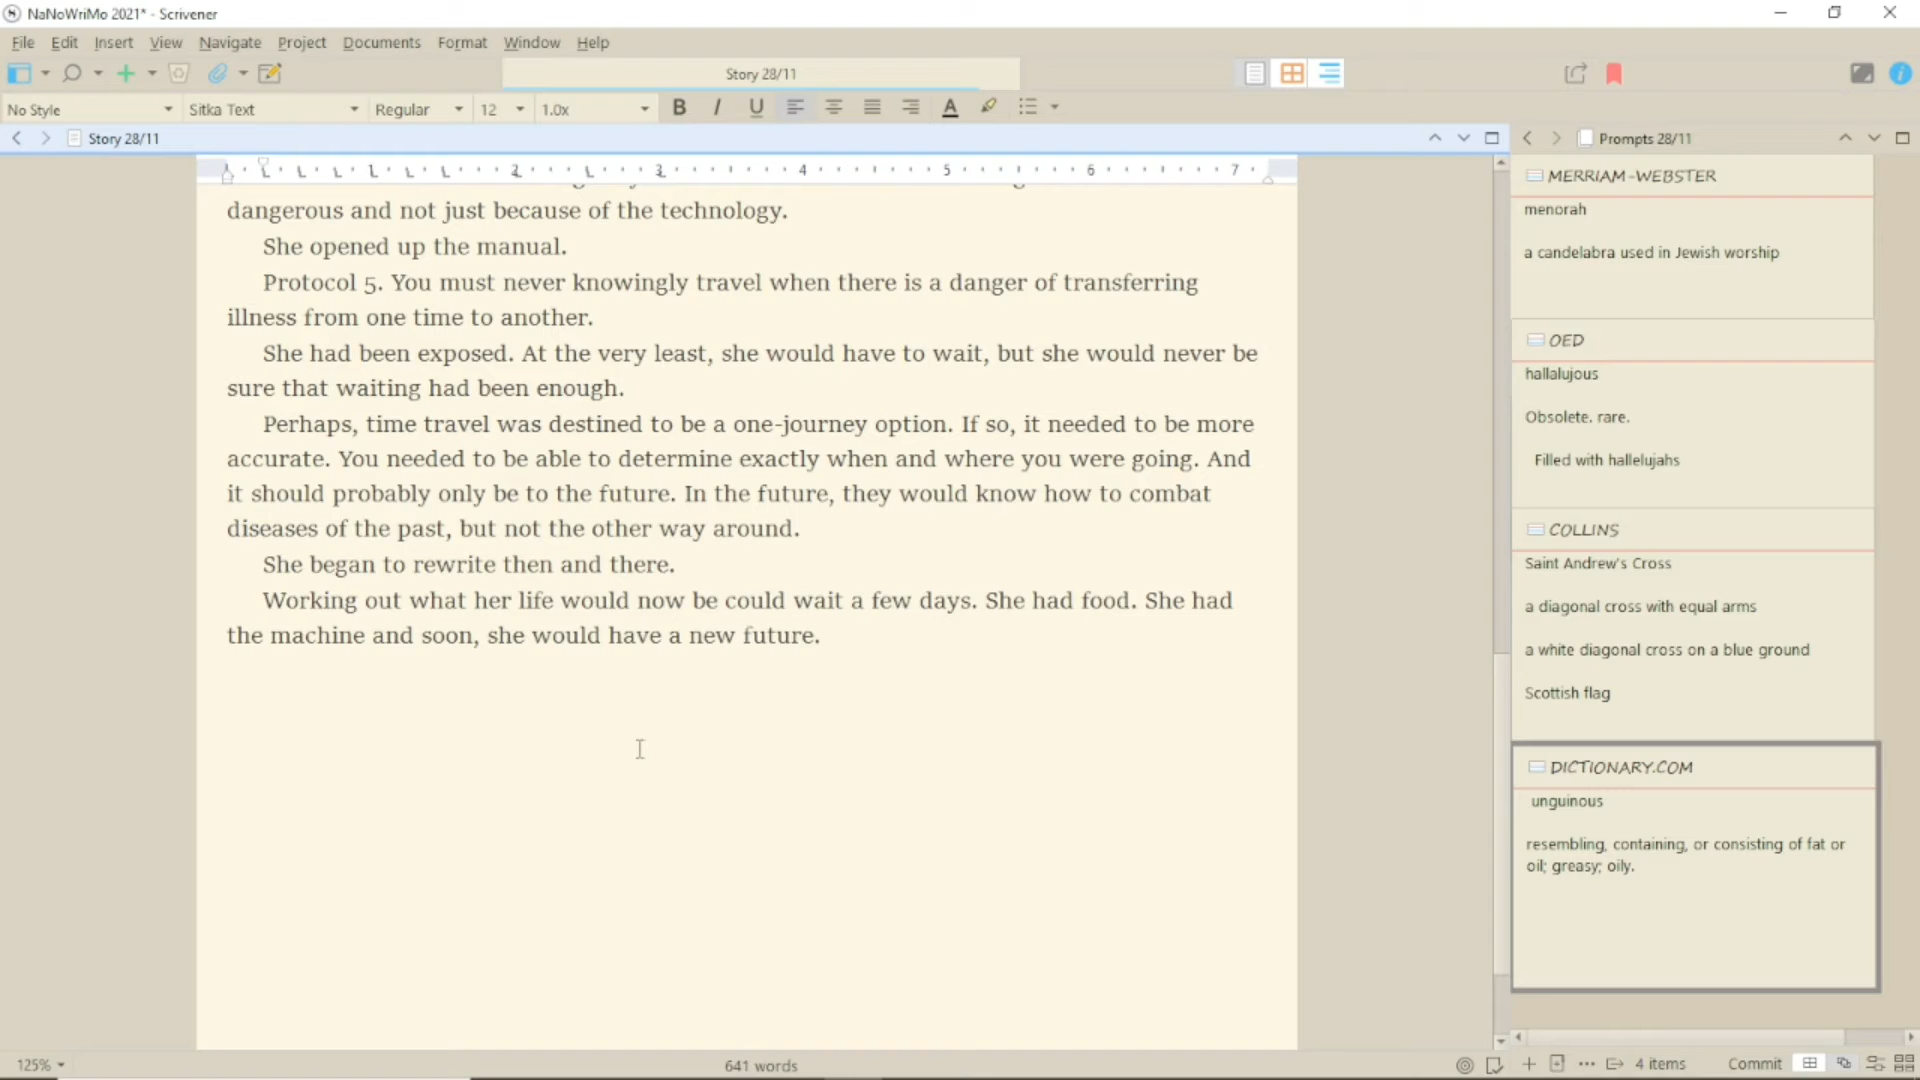 NaNoWriMo 2021* - Scrivener
File Edit Insert View Navigate Project Documents Format Window Help
Story 28/11
No Style Sitka Text Regular 12 1.0x B I U A
Story 28/11
1 2 3 4 5 6 7
dangerous and not just because of the technology.
She opened up the manual.
Protocol 5. You must never knowingly travel when there is a danger of transferring
illness from one time to another.
She had been exposed. At the very least, she would have to wait, but she would never be
sure that waiting had been enough.
Perhaps, time travel was destined to be a one-journey option. If so, it needed to be more
accurate. You needed to be able to determine exactly when and where you were going. And
it should probably only be to the future. In the future, they would know how to combat
diseases of the past, but not the other way around.
She began to rewrite then and there.
Working out what her life would now be could wait a few days. She had food. She had
the machine and soon, she would have a new future.
Prompts 28/11
MERRIAM-WEBSTER
menorah
a candelabra used in Jewish worship
OED
hallalujous
Obsolete. rare.
Filled with hallelujahs
COLLINS
Saint Andrew's Cross
a diagonal cross with equal arms
a white diagonal cross on a blue ground
Scottish flag
DICTIONARY.COM
unguinous
resembling, containing, or consisting of fat or
oil; greasy; oily.
125%
641 words
4 items
Commit